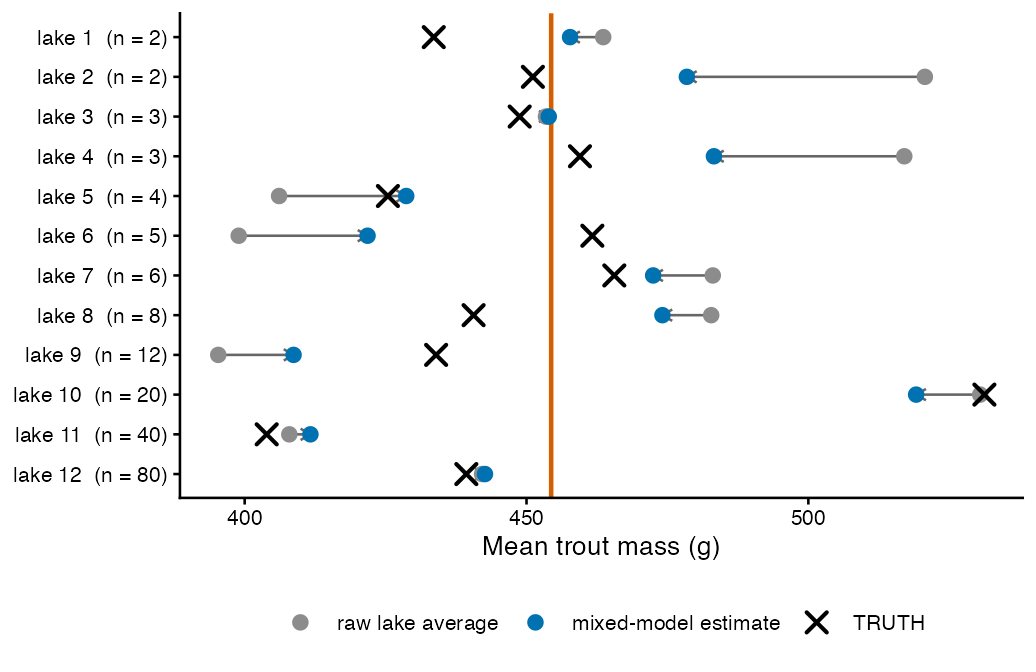 lake 1 (n = 2)
lake 2 (n = 2)
lake 3 (n = 3)
lake 4 (n = 3)
lake 5 (n = 4)
lake 6 (n = 5)
lake 7 (n = 6)
lake 8 (n = 8)
lake 9 (n = 12)
lake 10 (n = 20)
lake 11 (n = 40)
lake 12 (n = 80)
400 450 500
Mean trout mass (g)
raw lake average mixed-model estimate TRUTH